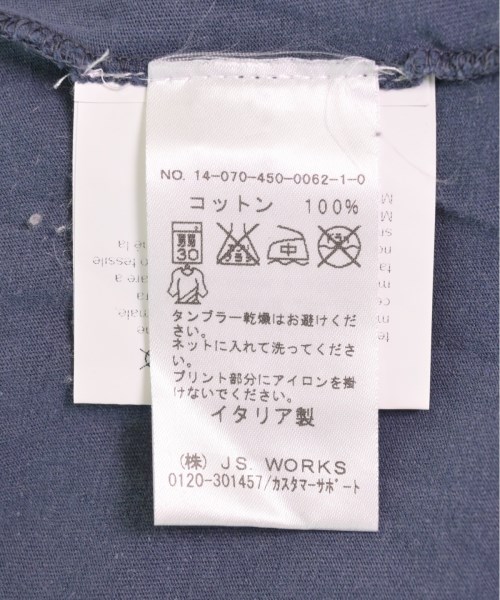 NO. 14-070-450-0062-1-0
コットン 100%
30
中
タンブラー乾燥はお避けくだ
さい。
ネットに入れて洗ってくださ
い。
プリント部分にアイロンを掛
けないでください。
イタリア製
(株) J.S. WORKS
0120-301457/カスタマーサポート